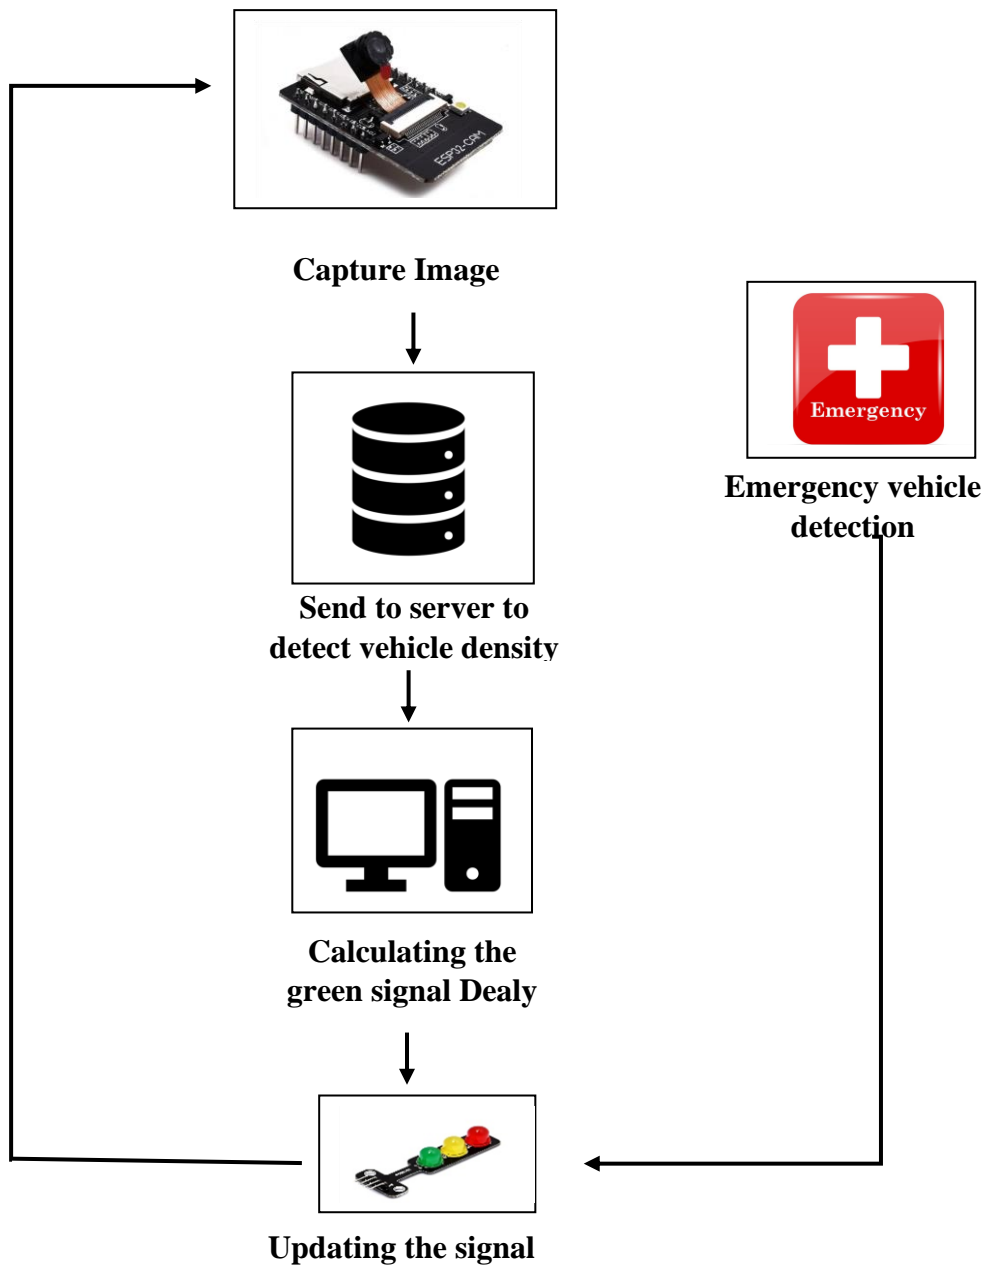 ESP32-CAM
Capture Image
Emergency
Emergency vehicle
detection
Send to server to
detect vehicle density
Calculating the
green signal Dealy
Updating the signal